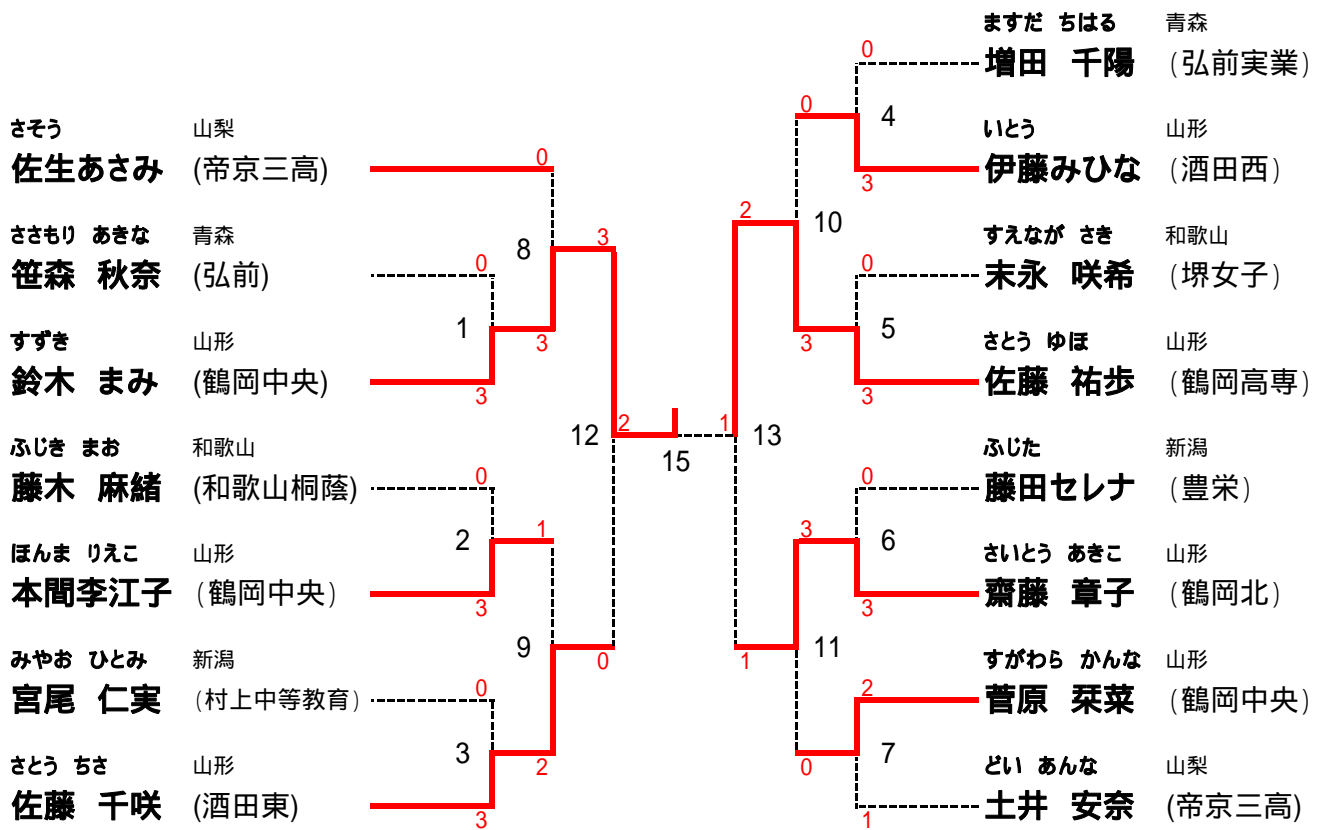 ますだ ちはる 青森
増田 千陽 (弘前実業)
いとう 山形
伊藤みひな (酒田西)
すえなが さき 和歌山
末永 咲希 (堺女子)
さとう ゆほ 山形
佐藤 祐歩 (鶴岡高専)
ふじた 新潟
藤田セレナ (豊栄)
さいとう あきこ 山形
齋藤 章子 (鶴岡北)
すがわら かんな 山形
菅原 栞菜 (鶴岡中央)
どい あんな 山梨
土井 安奈 (帝京三高)
さそう 山梨
佐生あさみ (帝京三高)
ささもり あきな 青森
笹森 秋奈 (弘前)
すずき 山形
鈴木 まみ (鶴岡中央)
ふじき まお 和歌山
藤木 麻緒 (和歌山桐蔭)
ほんま りえこ 山形
本間李江子 (鶴岡中央)
みやお ひとみ 新潟
宮尾 仁実 (村上中等教育)
さとう ちさ 山形
佐藤 千咲 (酒田東)
0
8
3
0
1
3
3
0
2
1
3
9
0
0
3
2
3
12
2
15
1
13
2
10
0
0
4
3
0
5
3
3
0
6
3
3
11
1
2
7
0
1